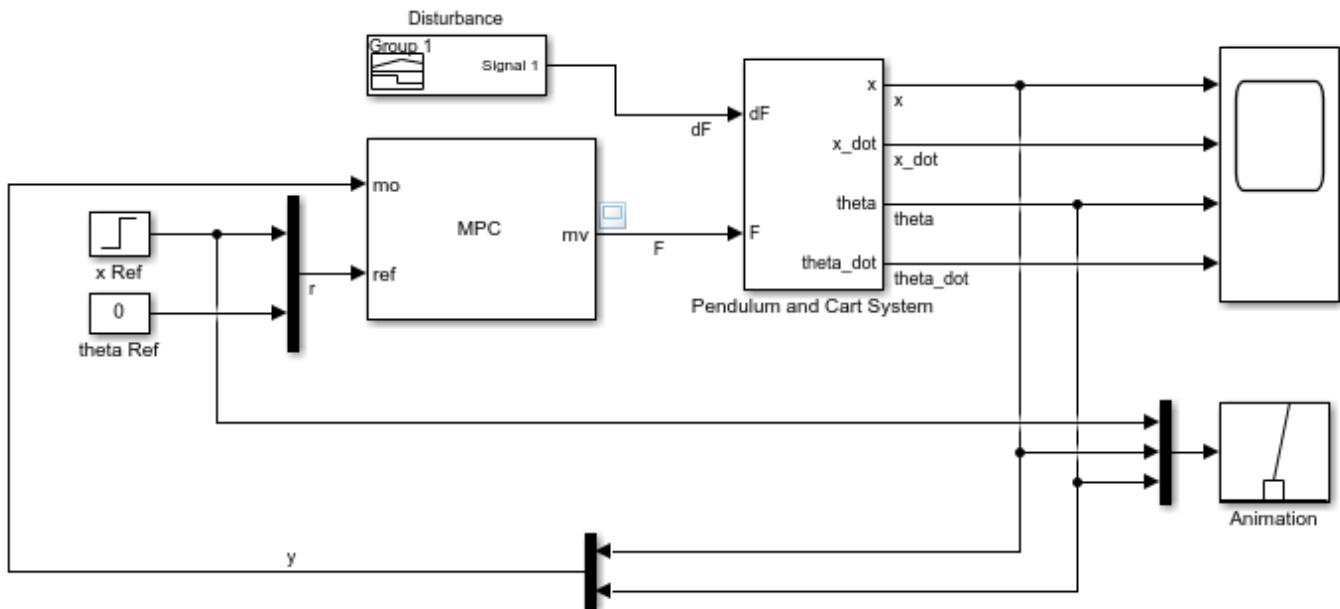 Disturbance
Group 1
Signal 1
dF
dF
x
x
x_dot
x_dot
mo
MPC
mv
F
F
theta
theta
theta_dot
theta_dot
x Ref
ref
r
0
theta Ref
Pendulum and Cart System
Animation
y